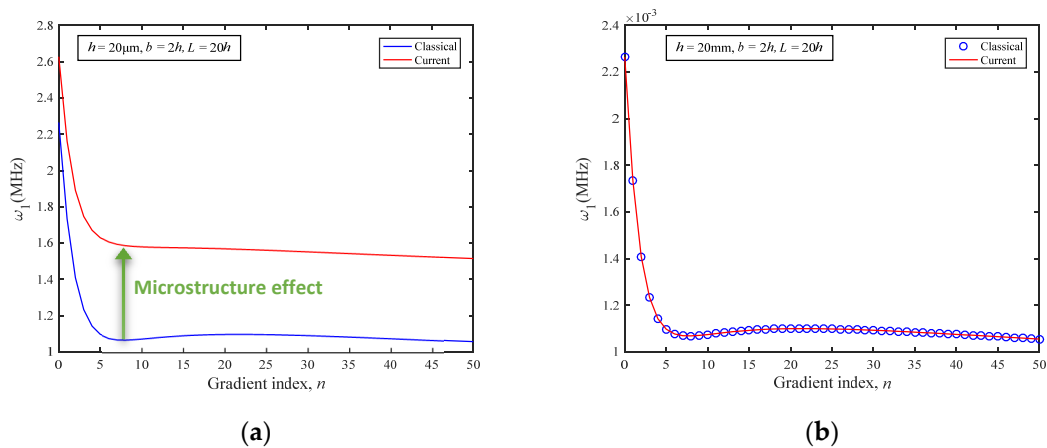 h = 20μm, b = 2h, L = 20h
Classical
Current
2.8
2.6
2.4
2.2
2
1.8
1.6
1.4
1.2
1
ω1(MHz)
Microstructure effect
0 5 10 15 20 25 30 35 40 45 50
Gradient index, n
(a)
×10-3
h = 20mm, b = 2h, L = 20h
Classical
Current
2.4
2.2
2
1.8
1.6
1.4
1.2
1
ω1(MHz)
0 5 10 15 20 25 30 35 40 45 50
Gradient index, n
(b)